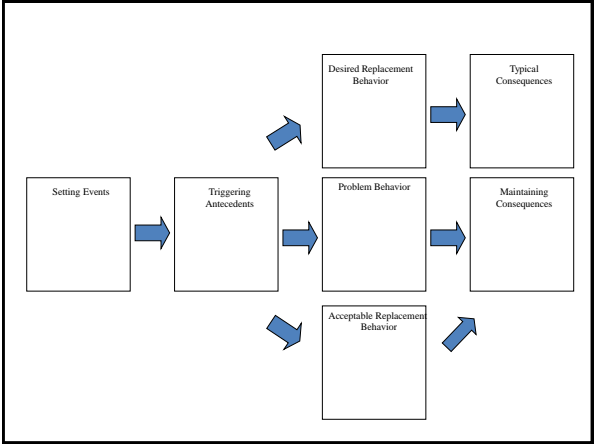 Desired Replacement
Behavior
Typical
Consequences
Setting Events
Triggering
Antecedents
Problem Behavior
Maintaining
Consequences
Acceptable Replacement
Behavior